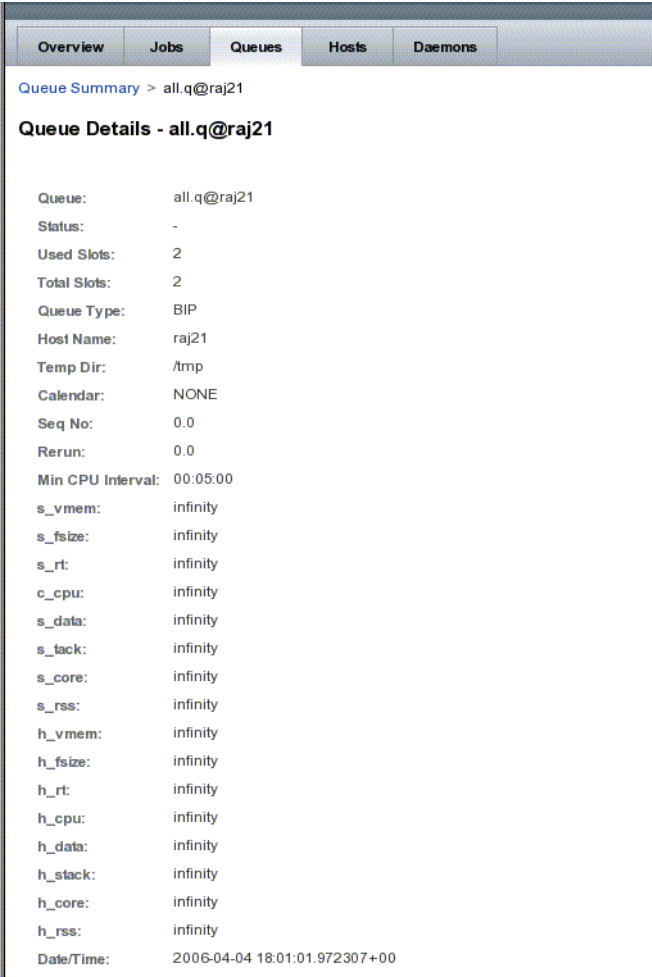 Overview Jobs Queues Hosts Daemons
Queue Summary > all.q@raj21
Queue Details - all.q@raj21
Queue: all.q@raj21
Status: -
Used Slots: 2
Total Slots: 2
Queue Type: BIP
Host Name: raj21
Temp Dir: /tmp
Calendar: NONE
Seq No: 0.0
Rerun: 0.0
Min CPU Interval: 00:05:00
s_vmem: infinity
s_fsize: infinity
s_rt: infinity
c_cpu: infinity
s_data: infinity
s_tack: infinity
s_core: infinity
s_rss: infinity
h_vmem: infinity
h_fsize: infinity
h_rt: infinity
h_cpu: infinity
h_data: infinity
h_stack: infinity
h_core: infinity
h_rss: infinity
Date/Time: 2006-04-04 18:01:01.972307+00